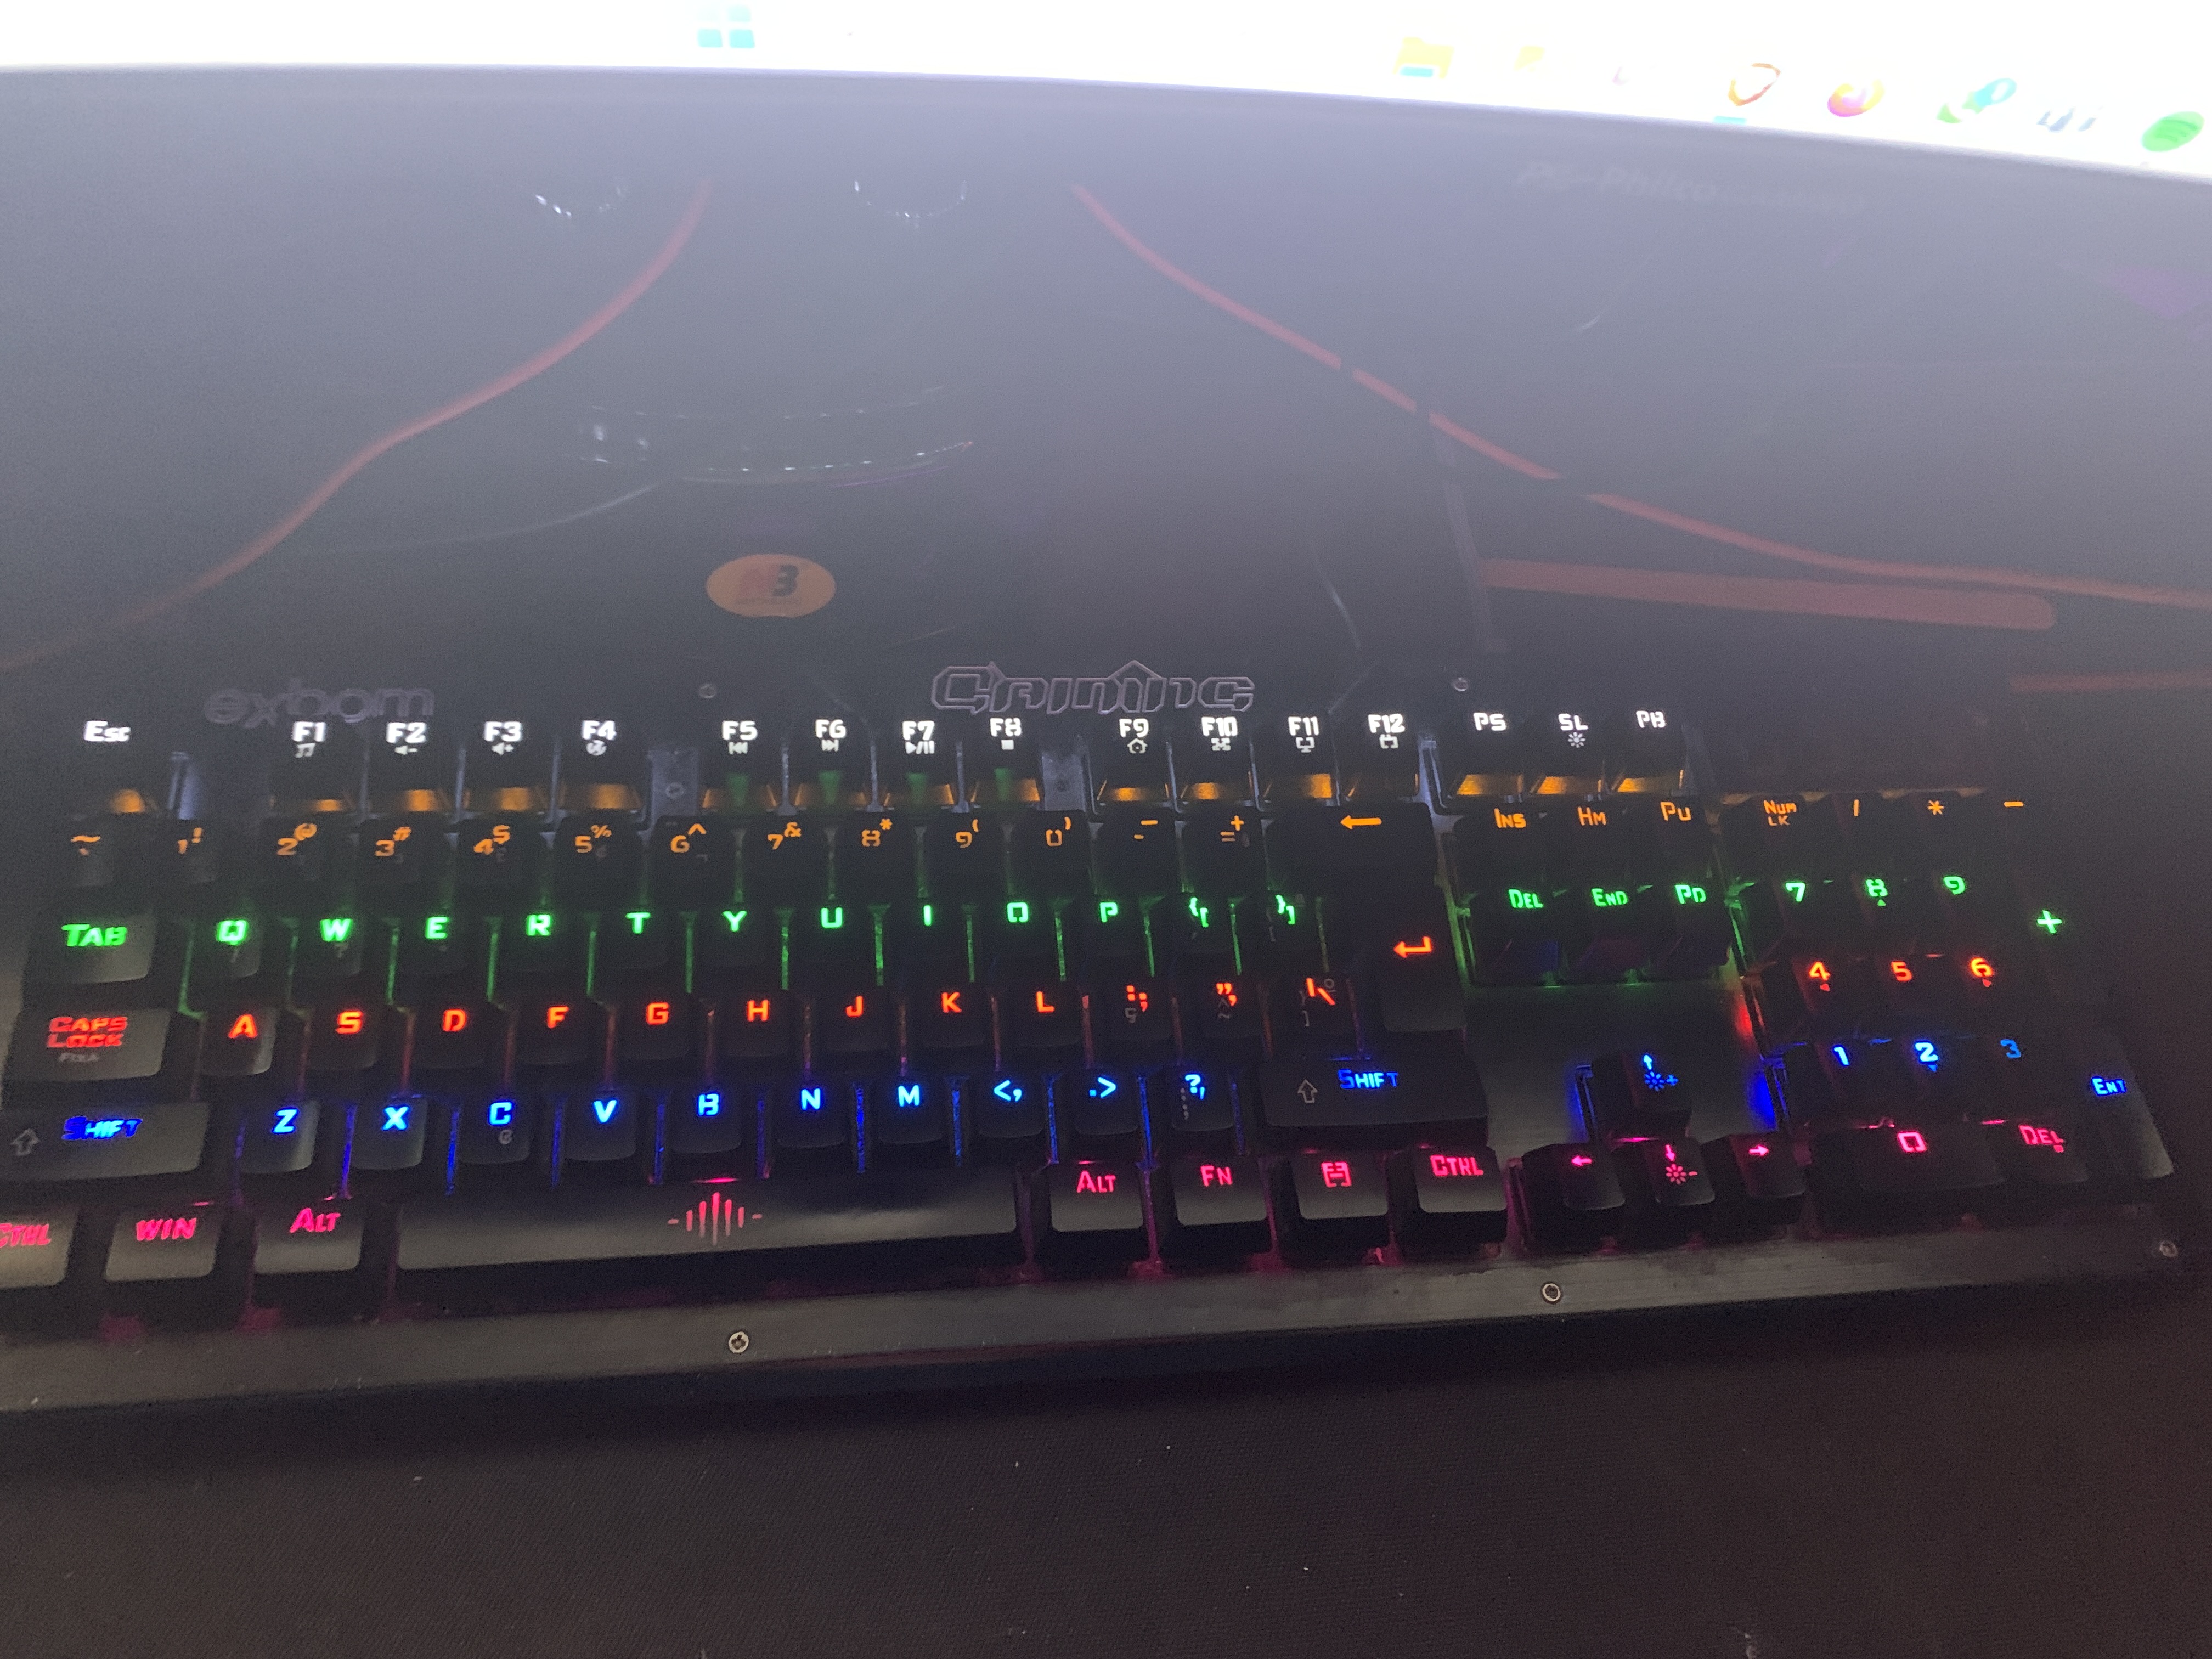 exbom
Gaming
Esc F1 F2 F3 F4 F5 F6 F7 F8 F9 F10 F11 F12 PS SL PB
~ 1! 2@ 3# 4$ 5% 6^ 7& 8* 9( 0) - =+ ← INS HM PU NUM LK / * -
TAB Q W E R T Y U I O P {[ }] DEL END PD 7 8 9 +
CAPS LOCK A S D F G H J K L :; "' |\ ↵ 4 5 6
⇧ SHIFT Z X C V B N M <, .> ?/ ⇧ SHIFT ↑ + 1 2 3 ENT
CTRL WIN ALT ALT FN CTRL ← ↓ - → 0 DEL